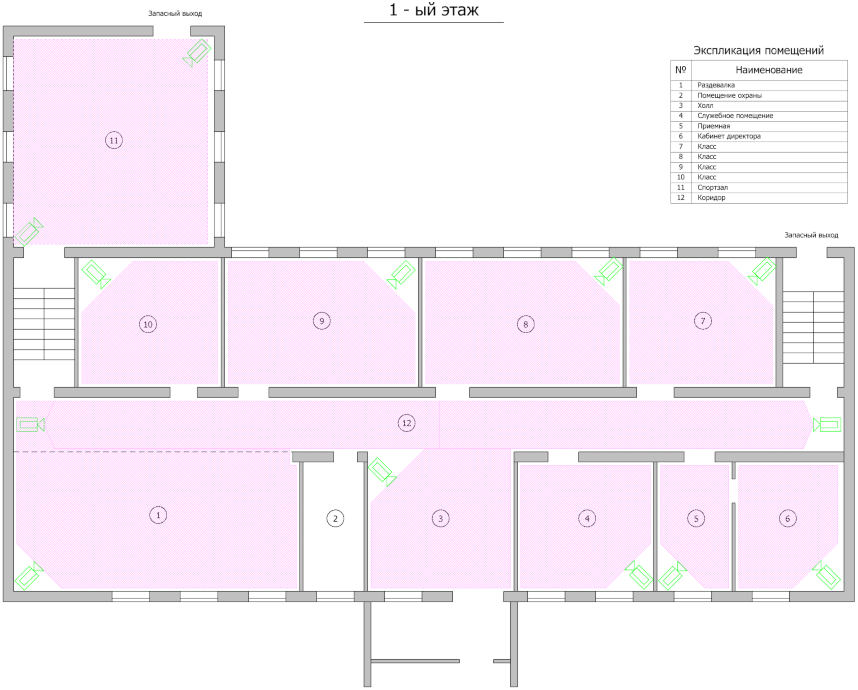 Запасный выход
1 - ый этаж
Экспликация помещений
№ Наименование
1 Раздевалка
2 Помещение охраны
3 Холл
4 Служебное помещение
5 Приемная
6 Кабинет директора
7 Класс
8 Класс
9 Класс
10 Класс
11 Спортзал
12 Коридор
11
Запасный выход
10
9
8
7
12
1
2
3
4
5
6